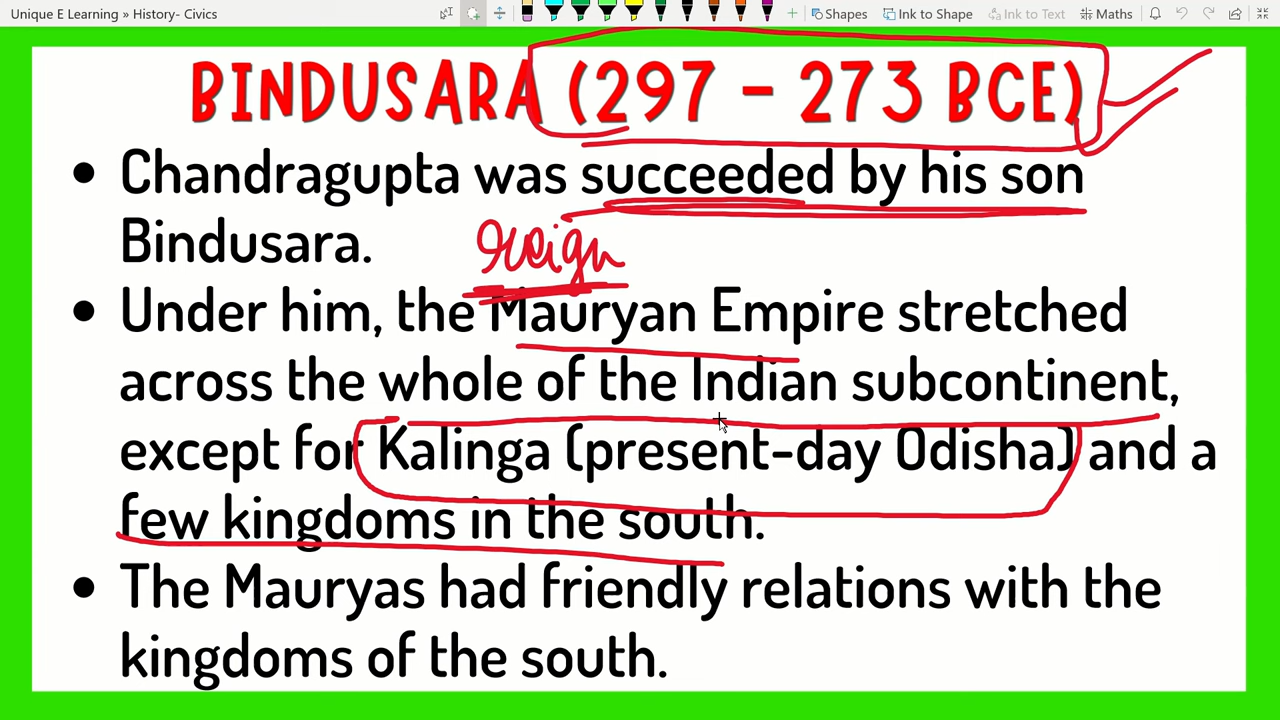 Unique E Learning » History- Civics
Shapes Ink to Shape Ink to Text Maths
BINDUSARA (297 – 273 BCE)
• Chandragupta was succeeded by his son
Bindusara.
reign
• Under him, the Mauryan Empire stretched
across the whole of the Indian subcontinent,
except for Kalinga (present-day Odisha) and a
few kingdoms in the south.
• The Mauryas had friendly relations with the
kingdoms of the south.